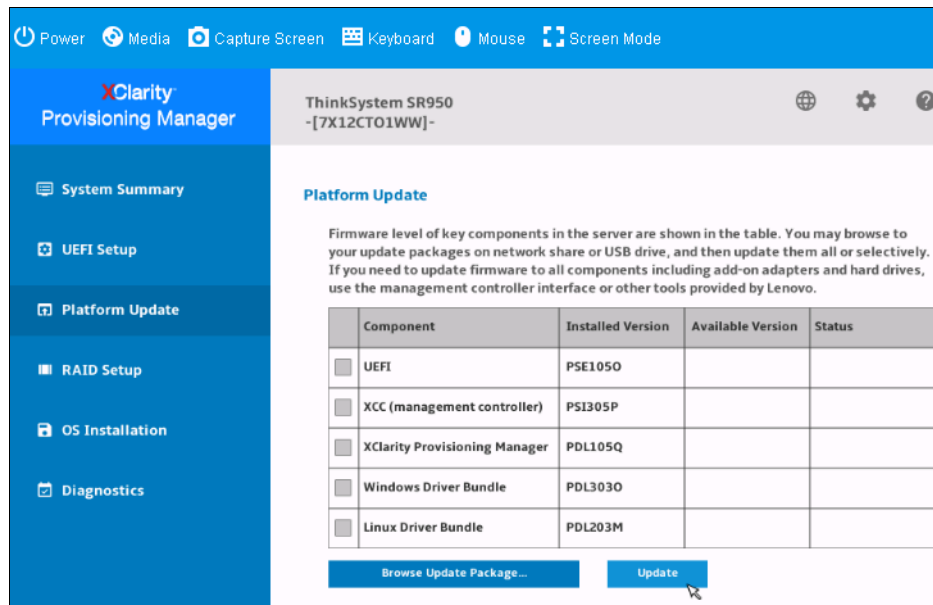 Power Media Capture Screen Keyboard Mouse Screen Mode
XClarity
Provisioning Manager
ThinkSystem SR950
-[7X12CTO1WW]-
System Summary
UEFI Setup
Platform Update
RAID Setup
OS Installation
Diagnostics
Platform Update
Firmware level of key components in the server are shown in the table. You may browse to
your update packages on network share or USB drive, and then update them all or selectively.
If you need to update firmware to all components including add-on adapters and hard drives,
use the management controller interface or other tools provided by Lenovo.
Component Installed Version Available Version Status
UEFI PSE105O
XCC (management controller) PSI305P
XClarity Provisioning Manager PDL105Q
Windows Driver Bundle PDL303O
Linux Driver Bundle PDL203M
Browse Update Package... Update